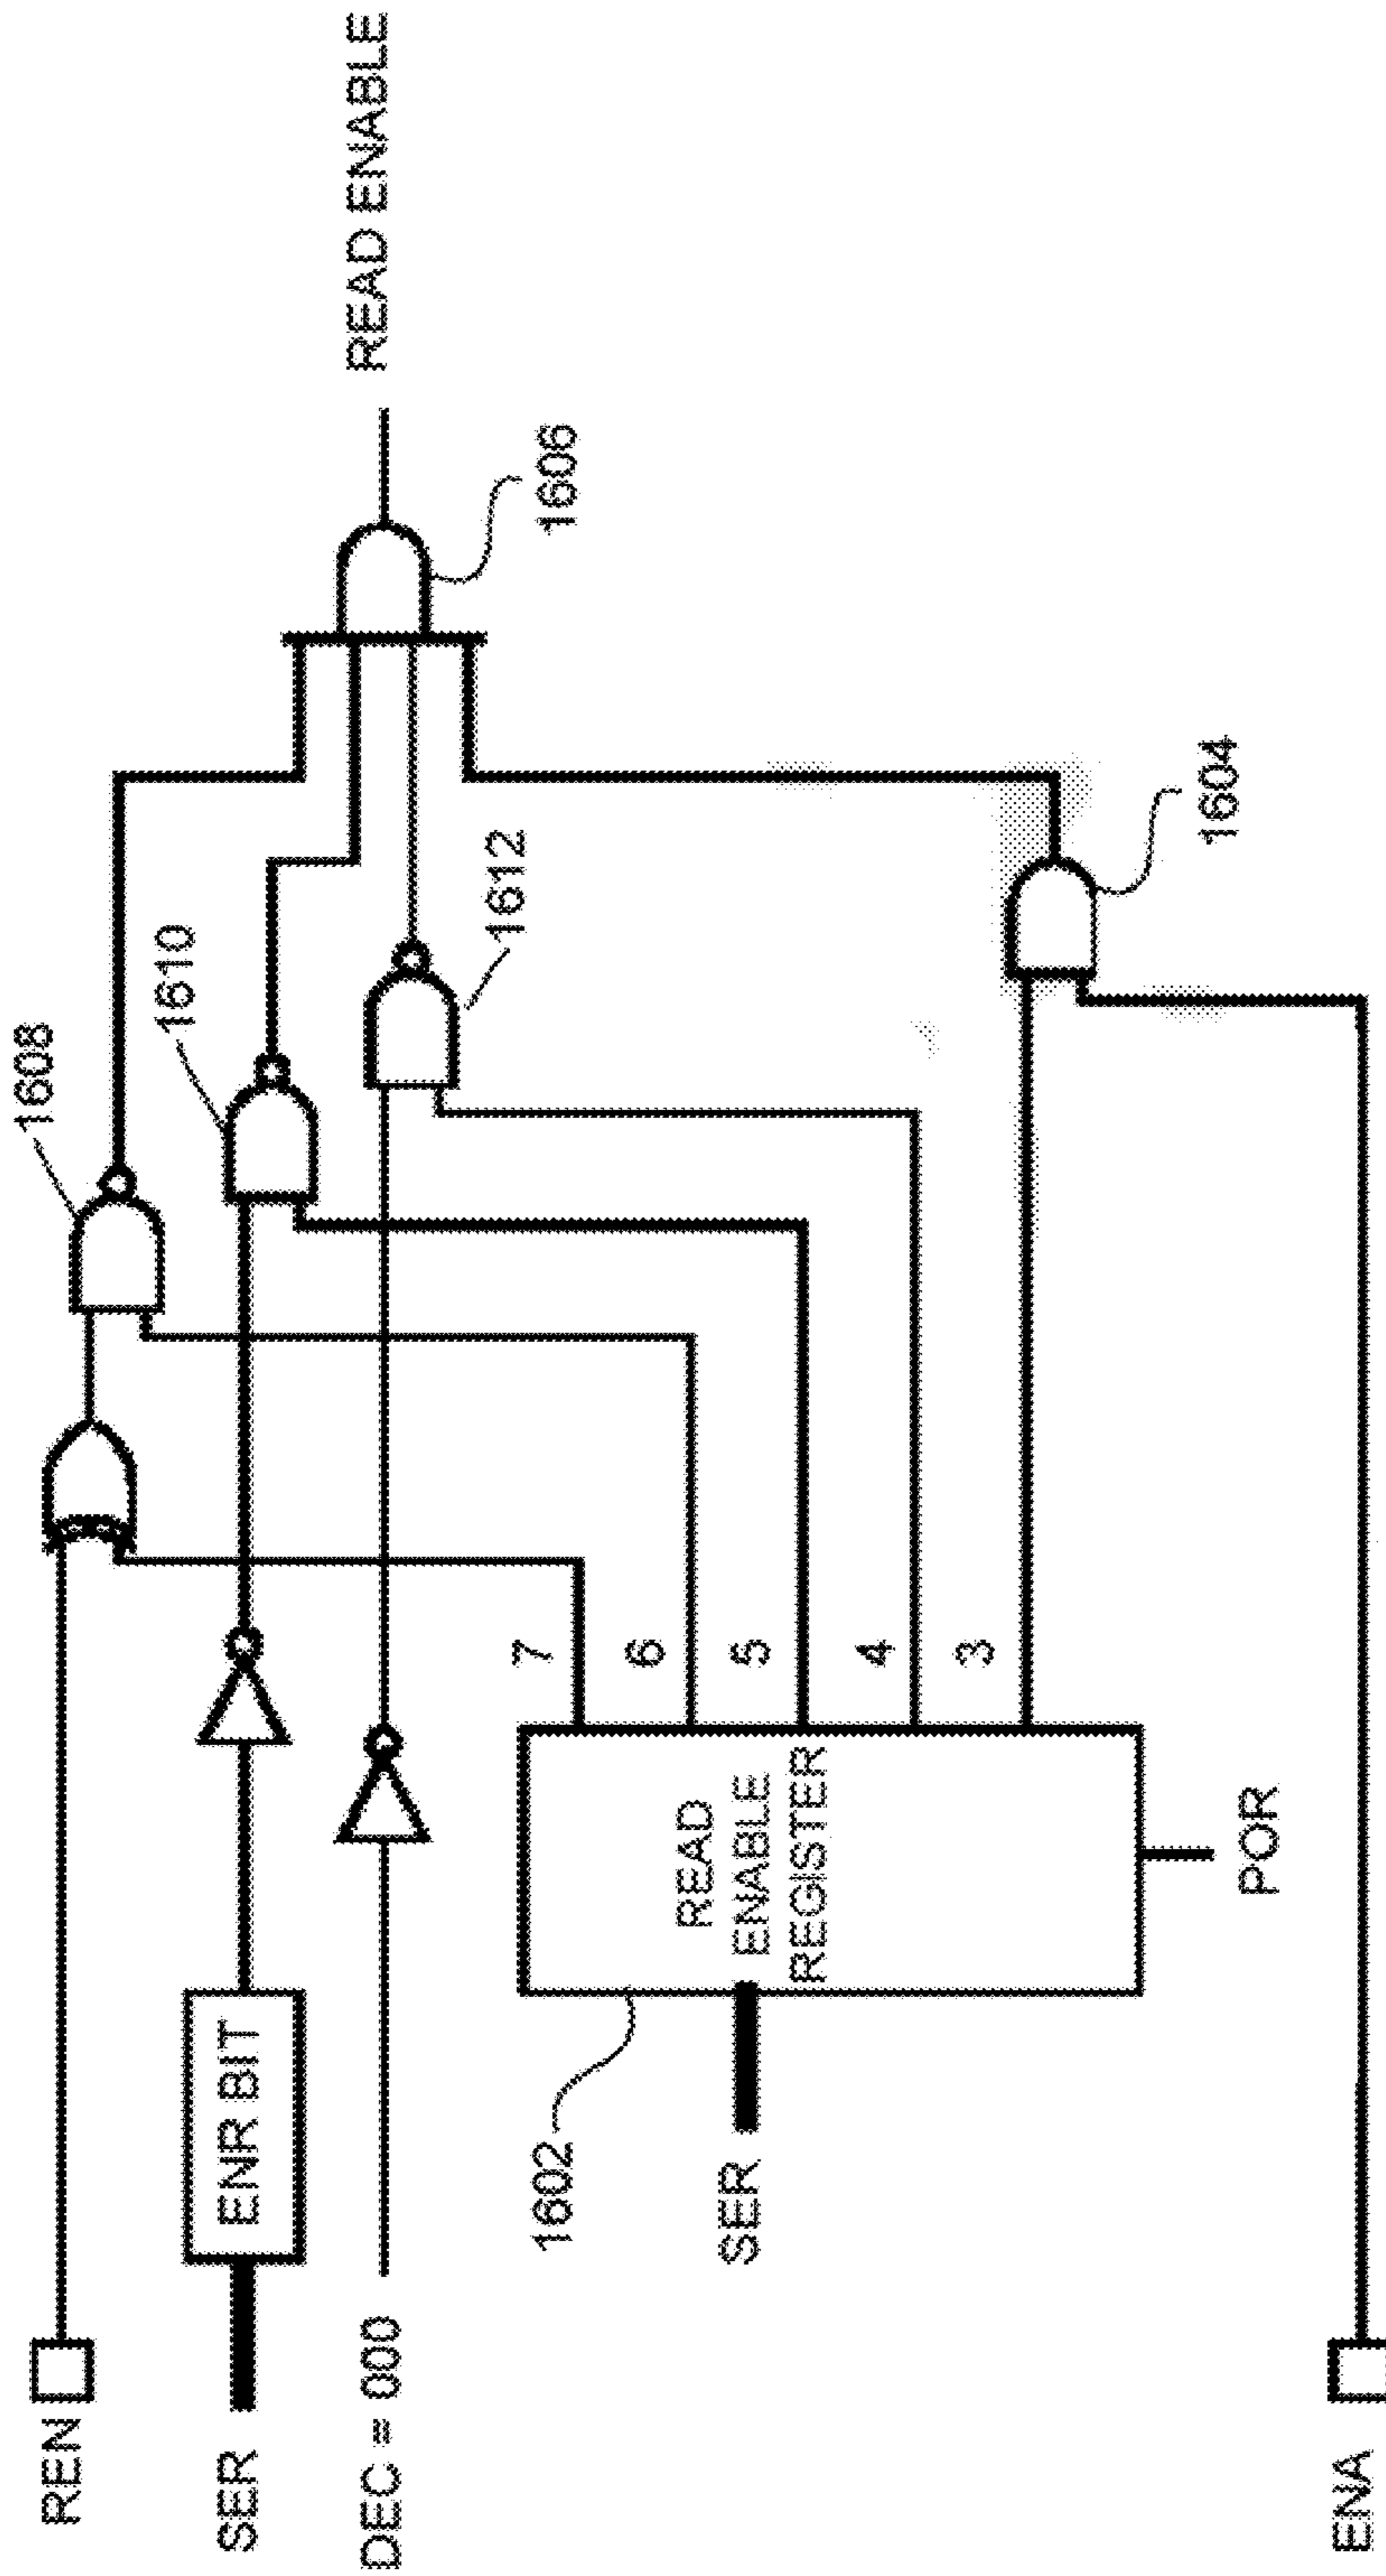 REN
SER
ENR BIT
DEC = 000
1608
1610
1612
READ ENABLE
1606
7
6
5
4
3
1602
READ
ENABLE
REGISTER
SER
POR
1604
ENA